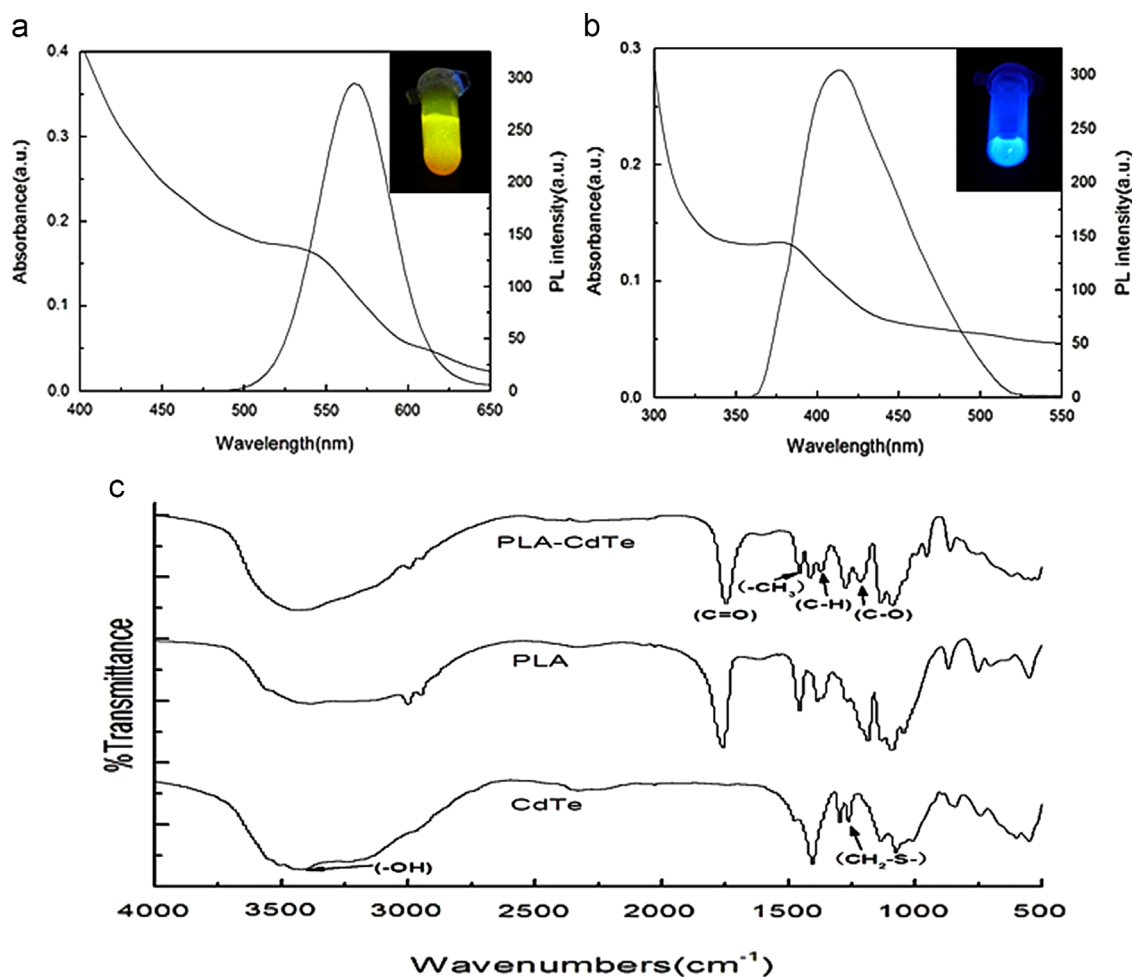 a
0.4
0.3
0.2
0.1
0.0
Absorbance(a.u.)
300
250
200
150
100
50
0
PL intensity(a.u.)
400 450 500 550 600 650
Wavelength(nm)
b
0.3
0.2
0.1
0.0
Absorbance(a.u.)
300
250
200
150
100
50
0
PL intensity(a.u.)
300 350 400 450 500 550
Wavelength(nm)
c
%Transmittance
PLA-CdTe
(C=O)
(-CH₃)
(C-H)
(C-O)
PLA
CdTe
(-OH)
(CH₂-S-)
4000 3500 3000 2500 2000 1500 1000 500
Wavenumbers(cm⁻¹)